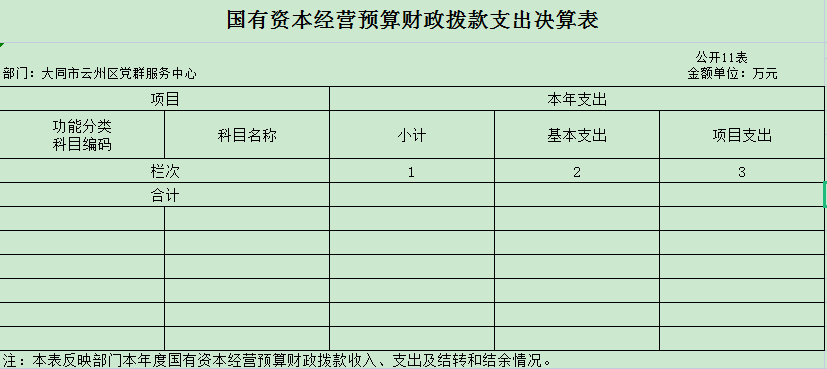 国有资本经营预算财政拨款支出决算表
公开11表
部门：大同市云州区党群服务中心 金额单位：万元
项目 本年支出
功能分类
科目编码 科目名称 小计 基本支出 项目支出
栏次 1 2 3
合计
注：本表反映部门本年度国有资本经营预算财政拨款收入、支出及结转和结余情况。